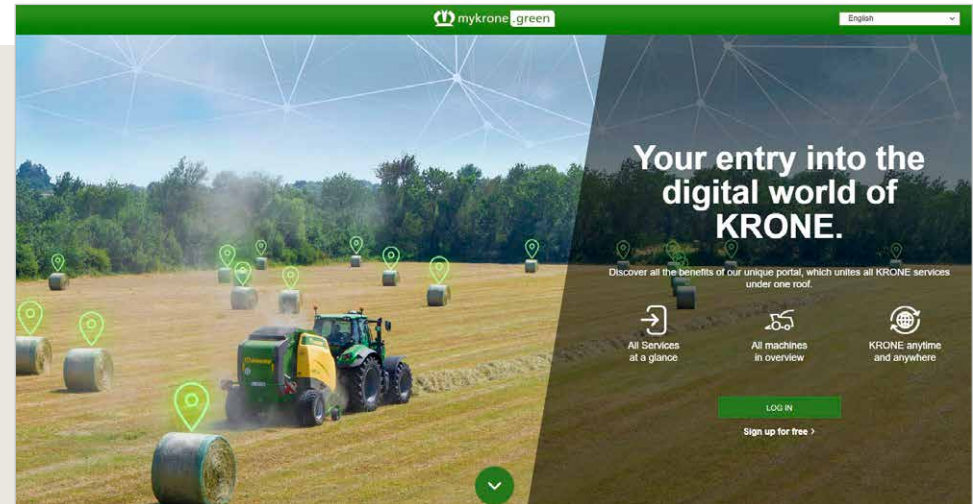 mykrone.green
English
Your entry into the
digital world of
KRONE.
Discover all the benefits of our unique portal, which unites all KRONE services
under one roof.
All Services
at a glance
All machines
in overview
KRONE anytime
and anywhere
LOG IN
Sign up for free >